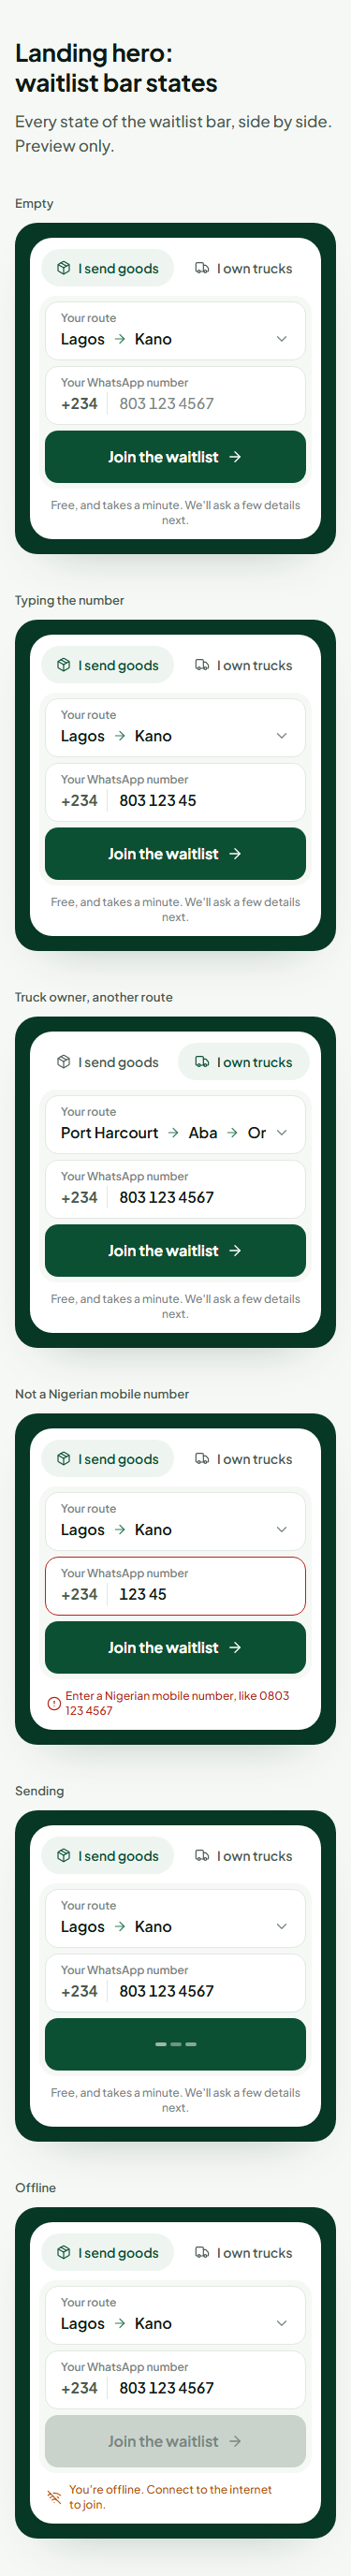 Landing hero:
waitlist bar states
Every state of the waitlist bar, side by side.
Preview only.
Empty
I send goods
I own trucks
Your route
Lagos → Kano
Your WhatsApp number
+234 803 123 4567
Join the waitlist →
Free, and takes a minute. We'll ask a few details
next.
Typing the number
I send goods
I own trucks
Your route
Lagos → Kano
Your WhatsApp number
+234 803 123 45
Join the waitlist →
Free, and takes a minute. We'll ask a few details
next.
Truck owner, another route
I send goods
I own trucks
Your route
Port Harcourt → Aba → Or
Your WhatsApp number
+234 803 123 4567
Join the waitlist →
Free, and takes a minute. We'll ask a few details
next.
Not a Nigerian mobile number
I send goods
I own trucks
Your route
Lagos → Kano
Your WhatsApp number
+234 123 45
Join the waitlist →
Enter a Nigerian mobile number, like 0803
123 4567
Sending
I send goods
I own trucks
Your route
Lagos → Kano
Your WhatsApp number
+234 803 123 4567
Free, and takes a minute. We'll ask a few details
next.
Offline
I send goods
I own trucks
Your route
Lagos → Kano
Your WhatsApp number
+234 803 123 4567
Join the waitlist →
You're offline. Connect to the internet
to join.